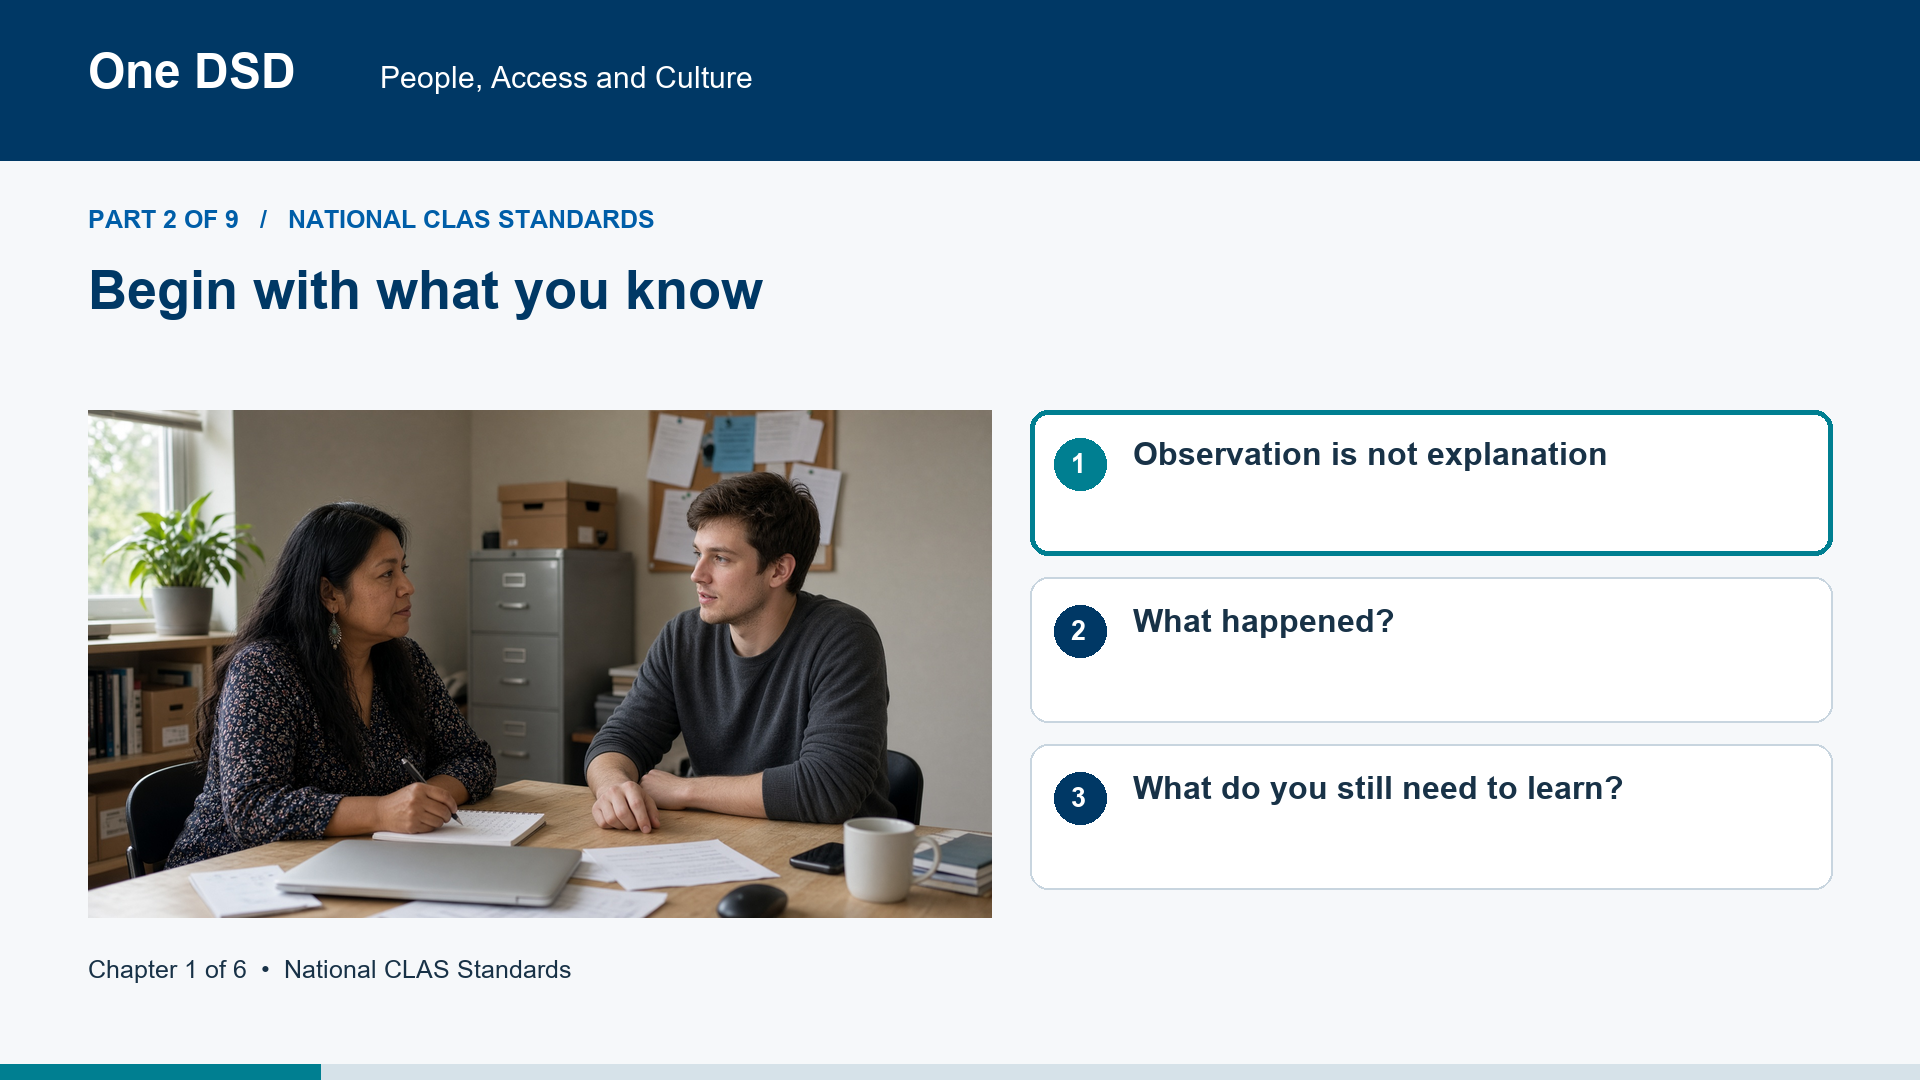 One DSD
People, Access and Culture
PART 2 OF 9 / NATIONAL CLAS STANDARDS
Begin with what you know
1 Observation is not explanation
2 What happened?
3 What do you still need to learn?
Chapter 1 of 6 • National CLAS Standards